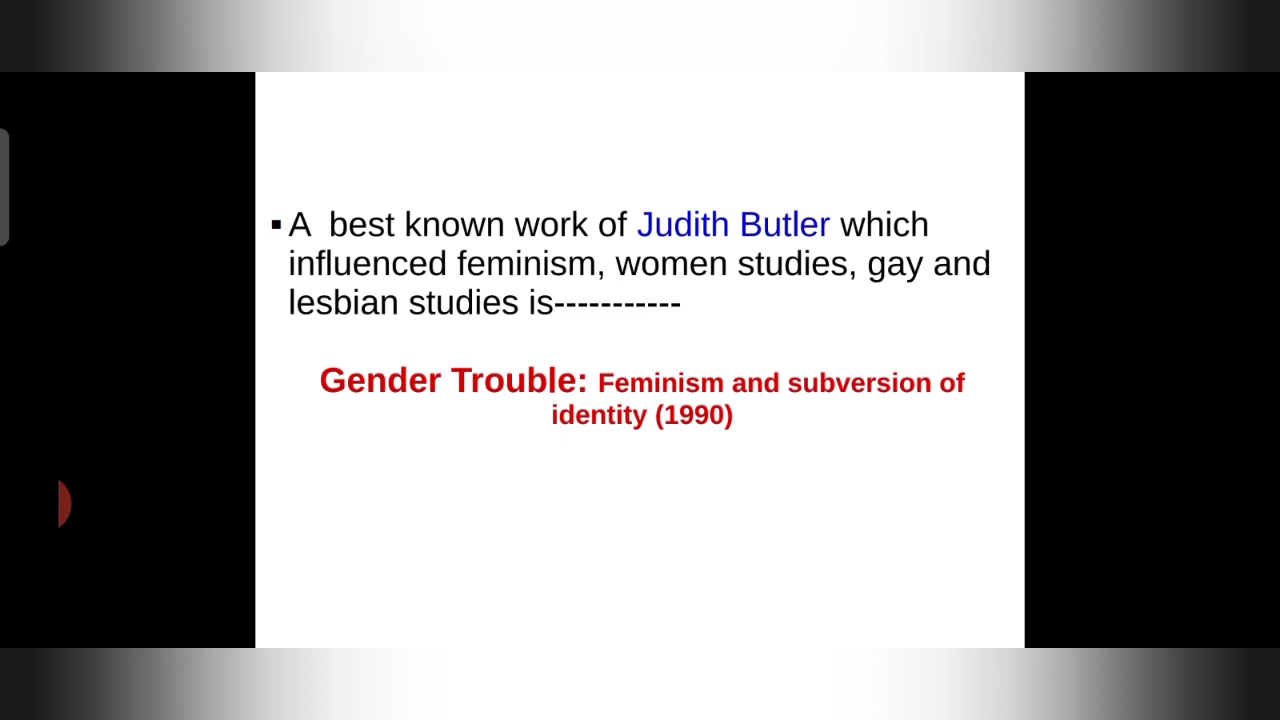 ▪A  best known work of Judith Butler which
influenced feminism, women studies, gay and
lesbian studies is-----------
Gender Trouble: Feminism and subversion of
identity (1990)